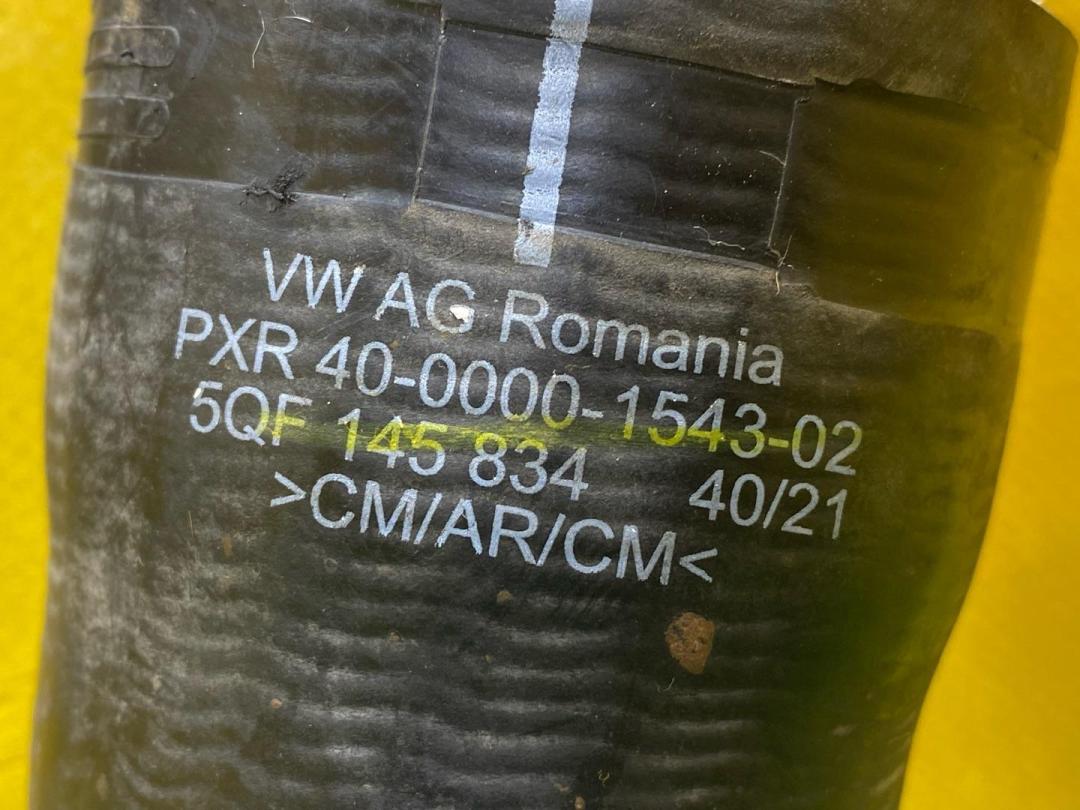 VW AG Romania
PXR 40-0000-1543-02
5QF 145 834 40/21
>CM/AR/CM<